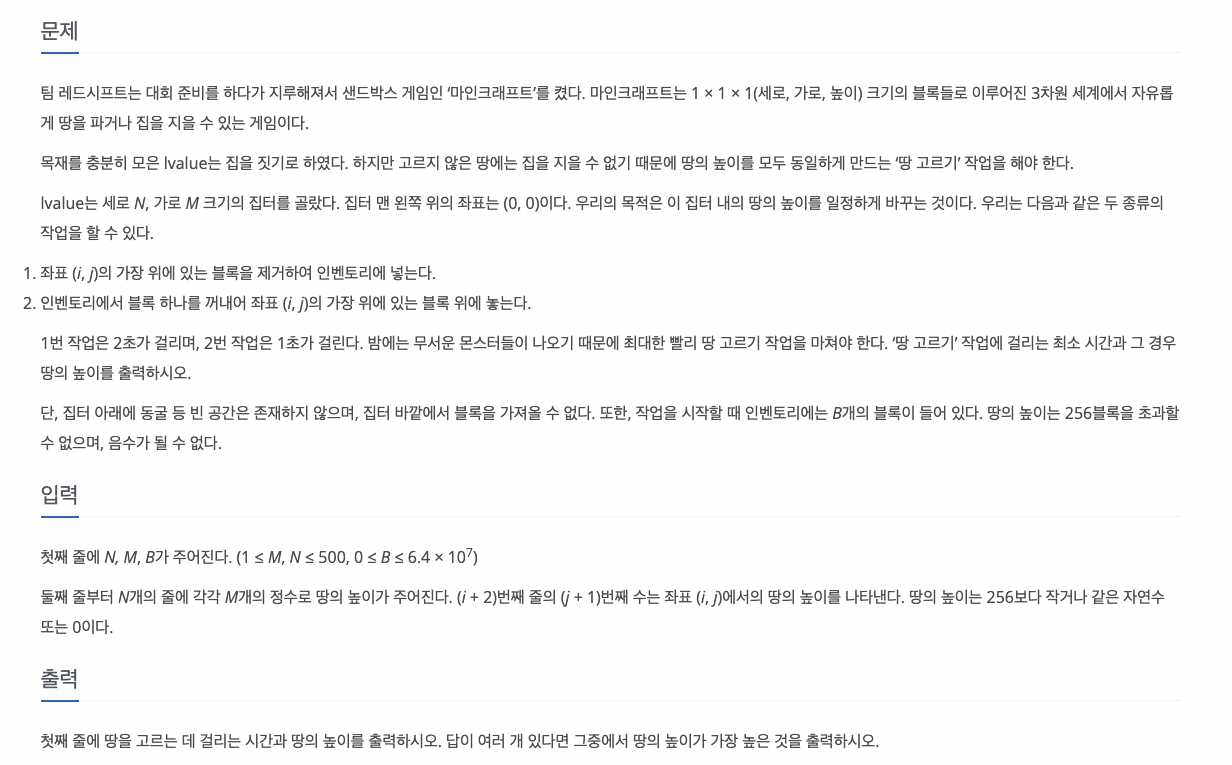 문제
팀 레드시프트는 대회 준비를 하다가 지루해져서 샌드박스 게임인 ‘마인크래프트’를 켰다. 마인크래프트는 1 × 1 × 1(세로, 가로, 높이) 크기의 블록들로 이루어진 3차원 세계에서 자유롭
게 땅을 파거나 집을 지을 수 있는 게임이다.
목재를 충분히 모은 lvalue는 집을 짓기로 하였다. 하지만 고르지 않은 땅에는 집을 지을 수 없기 때문에 땅의 높이를 모두 동일하게 만드는 ‘땅 고르기’ 작업을 해야 한다.
lvalue는 세로 N, 가로 M 크기의 집터를 골랐다. 집터 맨 왼쪽 위의 좌표는 (0, 0)이다. 우리의 목적은 이 집터 내의 땅의 높이를 일정하게 바꾸는 것이다. 우리는 다음과 같은 두 종류의
작업을 할 수 있다.
1. 좌표 (i, j)의 가장 위에 있는 블록을 제거하여 인벤토리에 넣는다.
2. 인벤토리에서 블록 하나를 꺼내어 좌표 (i, j)의 가장 위에 있는 블록 위에 놓는다.
1번 작업은 2초가 걸리며, 2번 작업은 1초가 걸린다. 밤에는 무서운 몬스터들이 나오기 때문에 최대한 빨리 땅 고르기 작업을 마쳐야 한다. ‘땅 고르기’ 작업에 걸리는 최소 시간과 그 경우
땅의 높이를 출력하시오.
단, 집터 아래에 동굴 등 빈 공간은 존재하지 않으며, 집터 바깥에서 블록을 가져올 수 없다. 또한, 작업을 시작할 때 인벤토리에는 B개의 블록이 들어 있다. 땅의 높이는 256블록을 초과할
수 없으며, 음수가 될 수 없다.
입력
첫째 줄에 N, M, B가 주어진다. (1 ≤ M, N ≤ 500, 0 ≤ B ≤ 6.4 × 10⁷)
둘째 줄부터 N개의 줄에 각각 M개의 정수로 땅의 높이가 주어진다. (i + 2)번째 줄의 (j + 1)번째 수는 좌표 (i, j)에서의 땅의 높이를 나타낸다. 땅의 높이는 256보다 작거나 같은 자연수
또는 0이다.
출력
첫째 줄에 땅을 고르는 데 걸리는 시간과 땅의 높이를 출력하시오. 답이 여러 개 있다면 그중에서 땅의 높이가 가장 높은 것을 출력하시오.